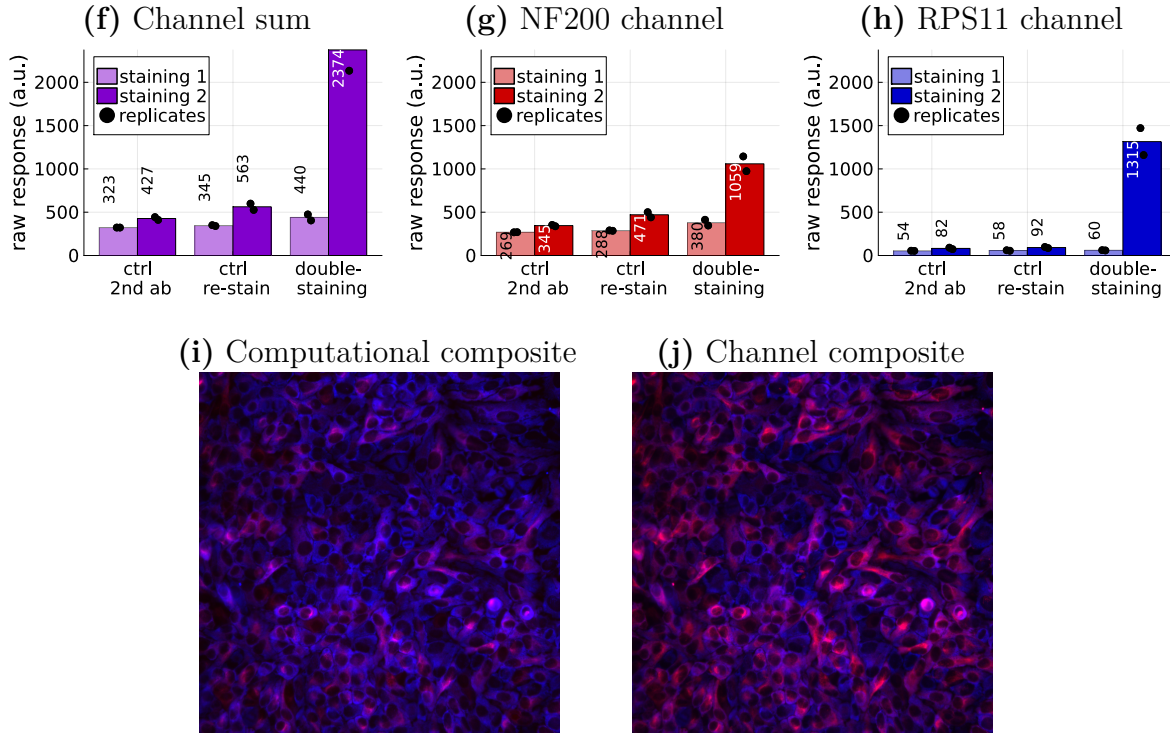 (f) Channel sum
raw response (a.u.)
2000
1500
1000
500
0
staining 1
staining 2
replicates
323
427
345
563
440
2374
ctrl
2nd ab
ctrl
re-stain
double-
staining
(g) NF200 channel
raw response (a.u.)
2000
1500
1000
500
0
staining 1
staining 2
replicates
269
345
288
471
380
1059
ctrl
2nd ab
ctrl
re-stain
double-
staining
(h) RPS11 channel
raw response (a.u.)
2000
1500
1000
500
0
staining 1
staining 2
replicates
54
82
58
92
60
1315
ctrl
2nd ab
ctrl
re-stain
double-
staining
(i) Computational composite
(j) Channel composite